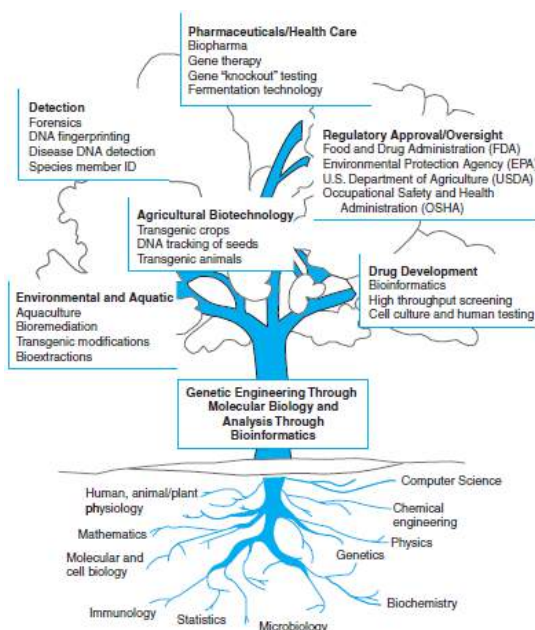 Pharmaceuticals/Health Care
Biopharma
Gene therapy
Gene “knockout” testing
Fermentation technology
Detection
Forensics
DNA fingerprinting
Disease DNA detection
Species member ID
Regulatory Approval/Oversight
Food and Drug Administration (FDA)
Environmental Protection Agency (EPA)
U.S. Department of Agriculture (USDA)
Occupational Safety and Health
Administration (OSHA)
Agricultural Biotechnology
Transgenic crops
DNA tracking of seeds
Transgenic animals
Drug Development
Bioinformatics
High throughput screening
Cell culture and human testing
Environmental and Aquatic
Aquaculture
Bioremediation
Transgenic modifications
Bioextractions
Genetic Engineering Through
Molecular Biology and
Analysis Through
Bioinformatics
Computer Science
Human, animal/plant
physiology
Chemical
engineering
Mathematics
Physics
Molecular and
cell biology
Genetics
Biochemistry
Immunology
Statistics
Microbiology